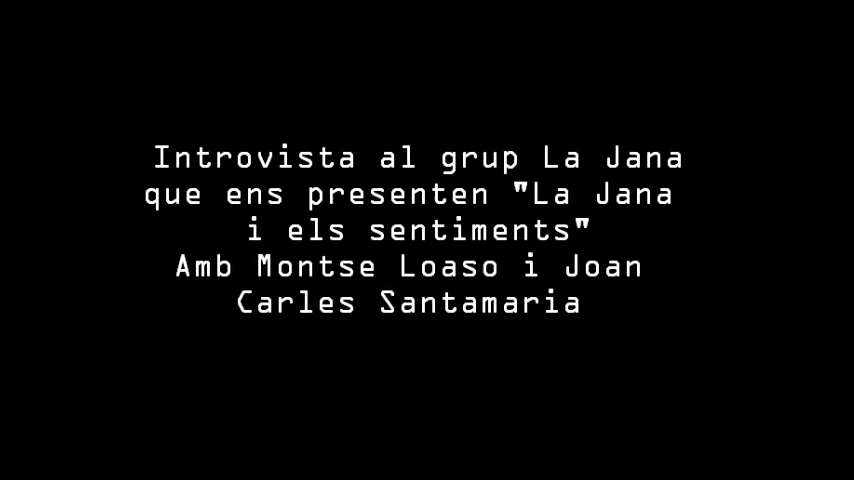 Introvista al grup La Jana
que ens presenten "La Jana
i els sentiments"
Amb Montse Loaso i Joan
Carles Santamaria